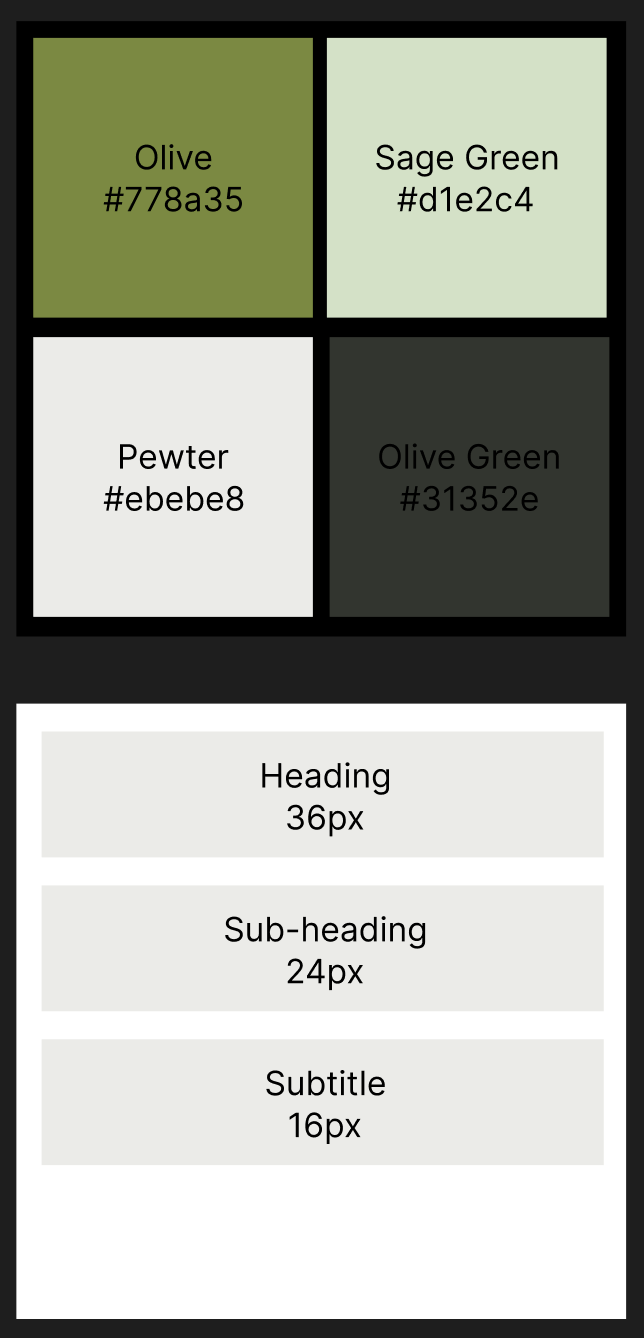 Olive
#778a35
Sage Green
#d1e2c4
Pewter
#ebebe8
Olive Green
#31352e
Heading
36px
Sub-heading
24px
Subtitle
16px